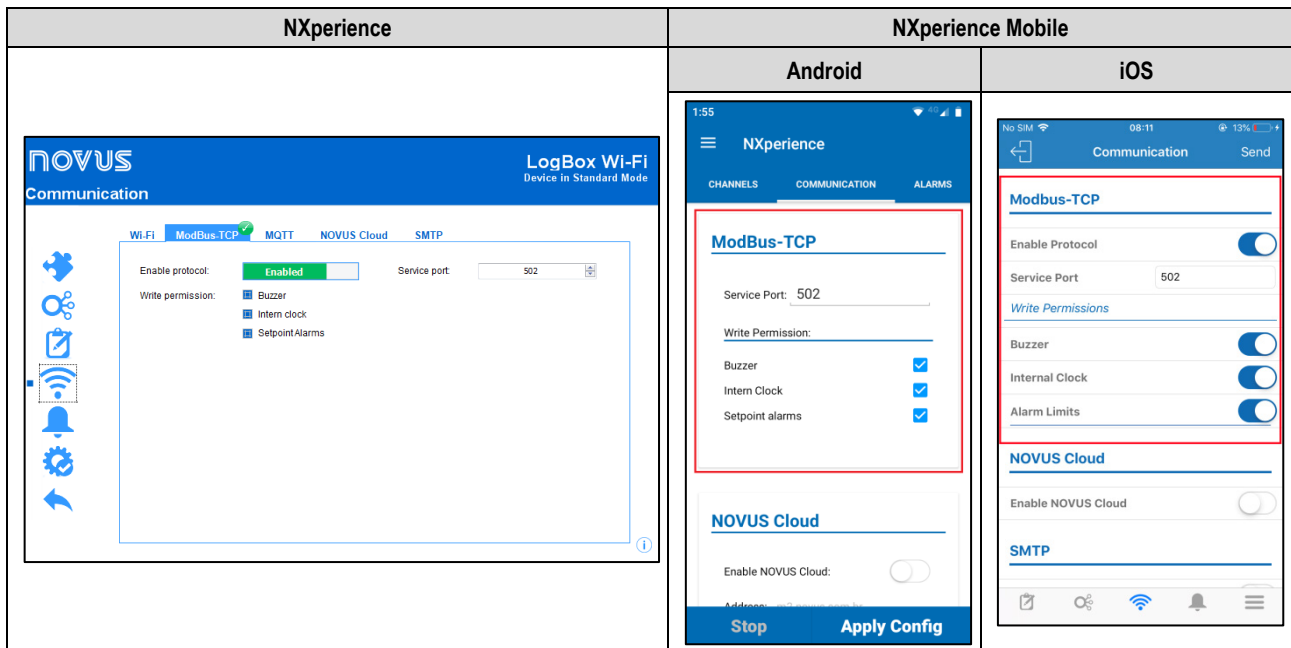 NXperience
NXperience Mobile
Android
iOS
novus
LogBox Wi-Fi
Device in Standard Mode
Communication
Wi-Fi ModBus-TCP MQTT NOVUS Cloud SMTP
Enable protocol: Enabled Service port: 502
Write permission: Buzzer
Intern clock
Setpoint Alarms
1:55 4G
NXperience
CHANNELS COMMUNICATION ALARMS
ModBus-TCP
Service Port: 502
Write Permission:
Buzzer
Intern Clock
Setpoint alarms
NOVUS Cloud
Enable NOVUS Cloud:
Stop Apply Config
No SIM 08:11 13%
Communication Send
Modbus-TCP
Enable Protocol
Service Port 502
Write Permissions
Buzzer
Internal Clock
Alarm Limits
NOVUS Cloud
Enable NOVUS Cloud
SMTP